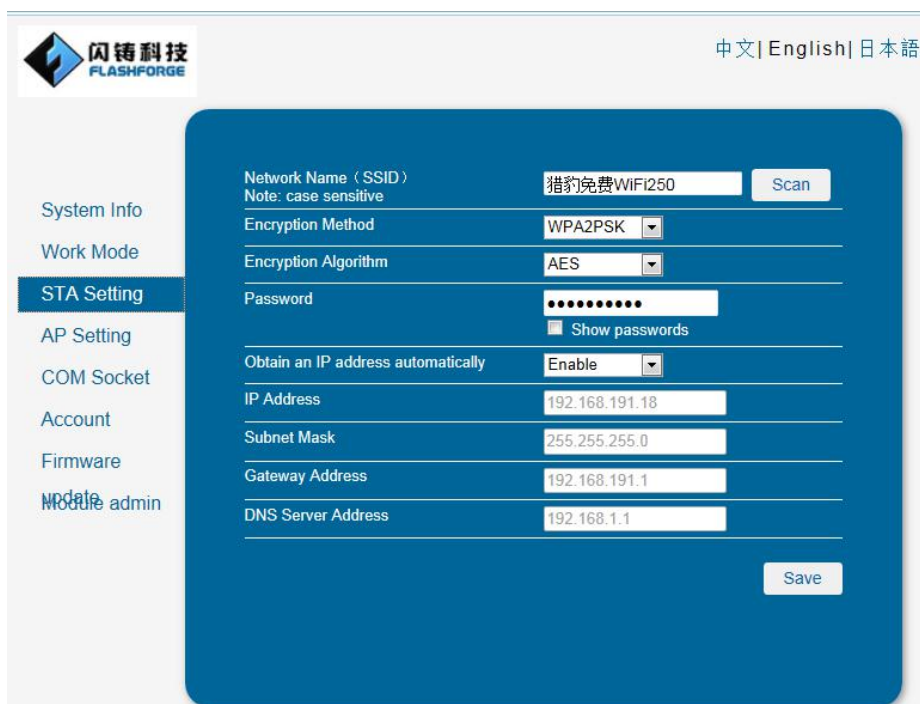 闪铸科技
FLASHFORGE
中文| English| 日本語
System Info
Work Mode
STA Setting
AP Setting
COM Socket
Account
Firmware
update
Module admin
Network Name（SSID）
Note: case sensitive
猎豹免费WiFi250
Scan
Encryption Method
WPA2PSK
Encryption Algorithm
AES
Password
••••••••••
Show passwords
Obtain an IP address automatically
Enable
IP Address
192.168.191.18
Subnet Mask
255.255.255.0
Gateway Address
192.168.191.1
DNS Server Address
192.168.1.1
Save